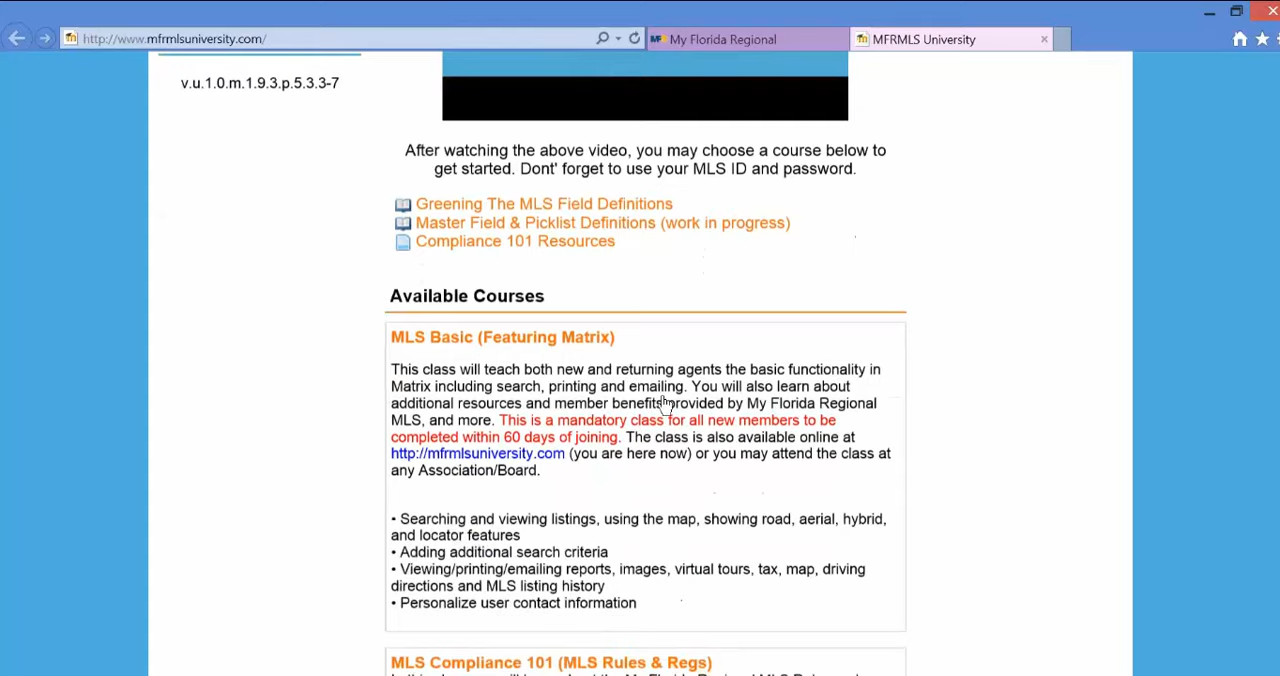 http://www.mfrmlsuniversity.com/
My Florida Regional
MFRMLS University
v.u.1.0.m.1.9.3.p.5.3.3-7
After watching the above video, you may choose a course below to
get started. Dont' forget to use your MLS ID and password.
Greening The MLS Field Definitions
Master Field & Picklist Definitions (work in progress)
Compliance 101 Resources
Available Courses
MLS Basic (Featuring Matrix)
This class will teach both new and returning agents the basic functionality in
Matrix including search, printing and emailing. You will also learn about
additional resources and member benefits provided by My Florida Regional
MLS, and more. This is a mandatory class for all new members to be
completed within 60 days of joining. The class is also available online at
http://mfrmlsuniversity.com (you are here now) or you may attend the class at
any Association/Board.
• Searching and viewing listings, using the map, showing road, aerial, hybrid,
and locator features
• Adding additional search criteria
• Viewing/printing/emailing reports, images, virtual tours, tax, map, driving
directions and MLS listing history
• Personalize user contact information
MLS Compliance 101 (MLS Rules & Regs)